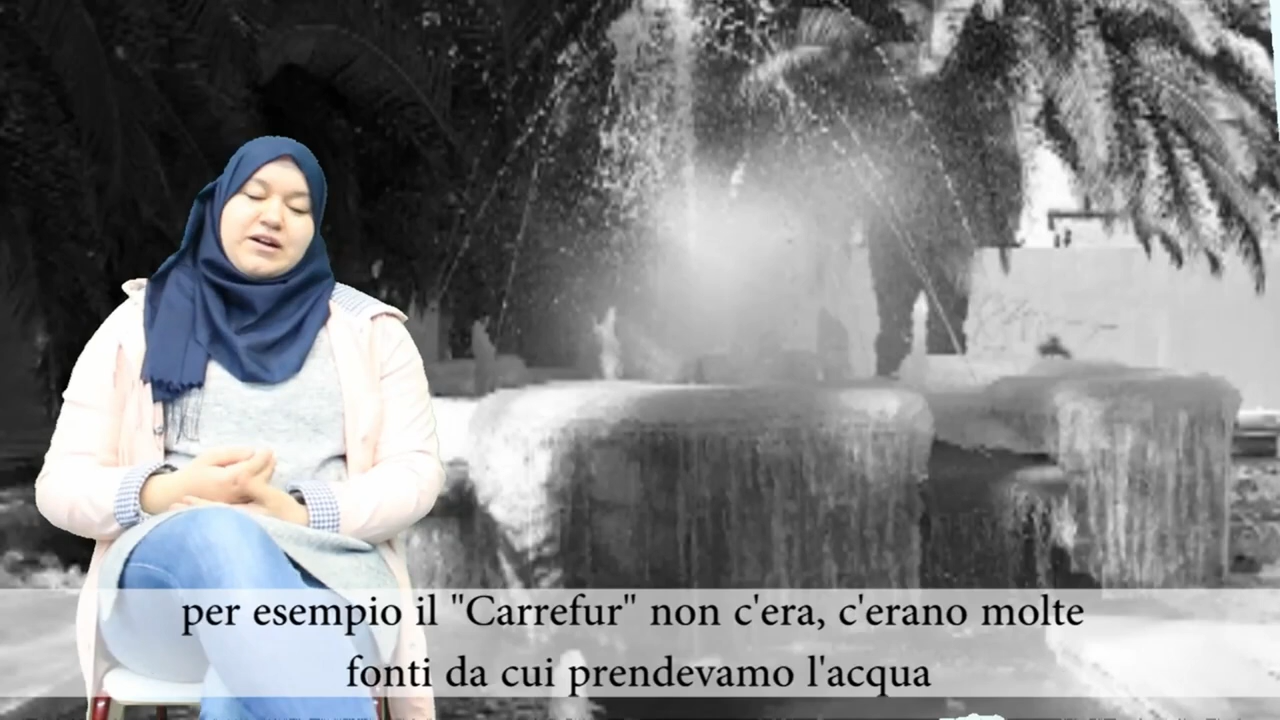 per esempio il "Carrefur" non c'era, c'erano molte
fonti da cui prendevamo l'acqua